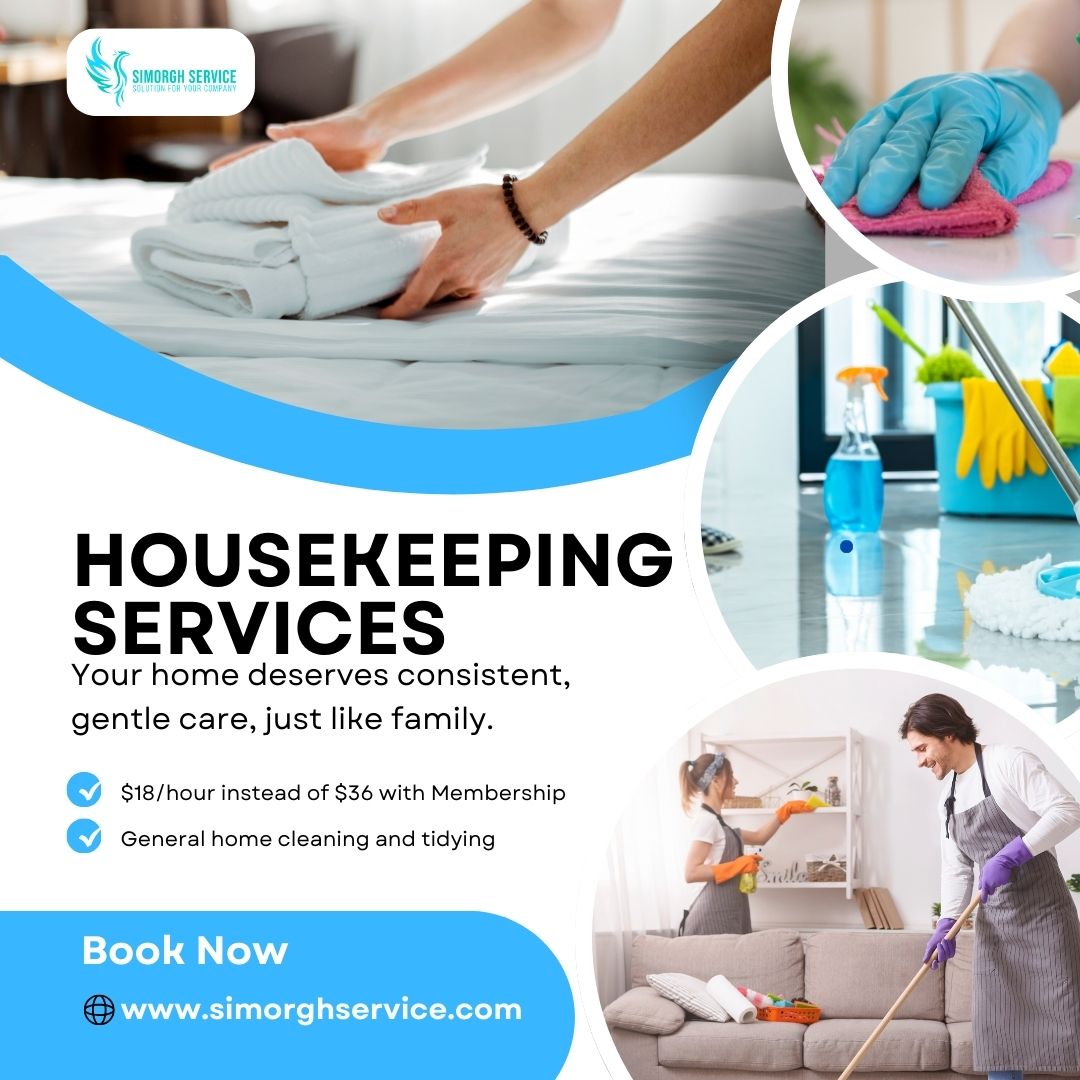 SIMORGH SERVICE
SOLUTION FOR YOUR COMPANY
HOUSEKEEPING
SERVICES
Your home deserves consistent,
gentle care, just like family.
$18/hour instead of $36 with Membership
General home cleaning and tidying
Smile
Book Now
www.simorghservice.com